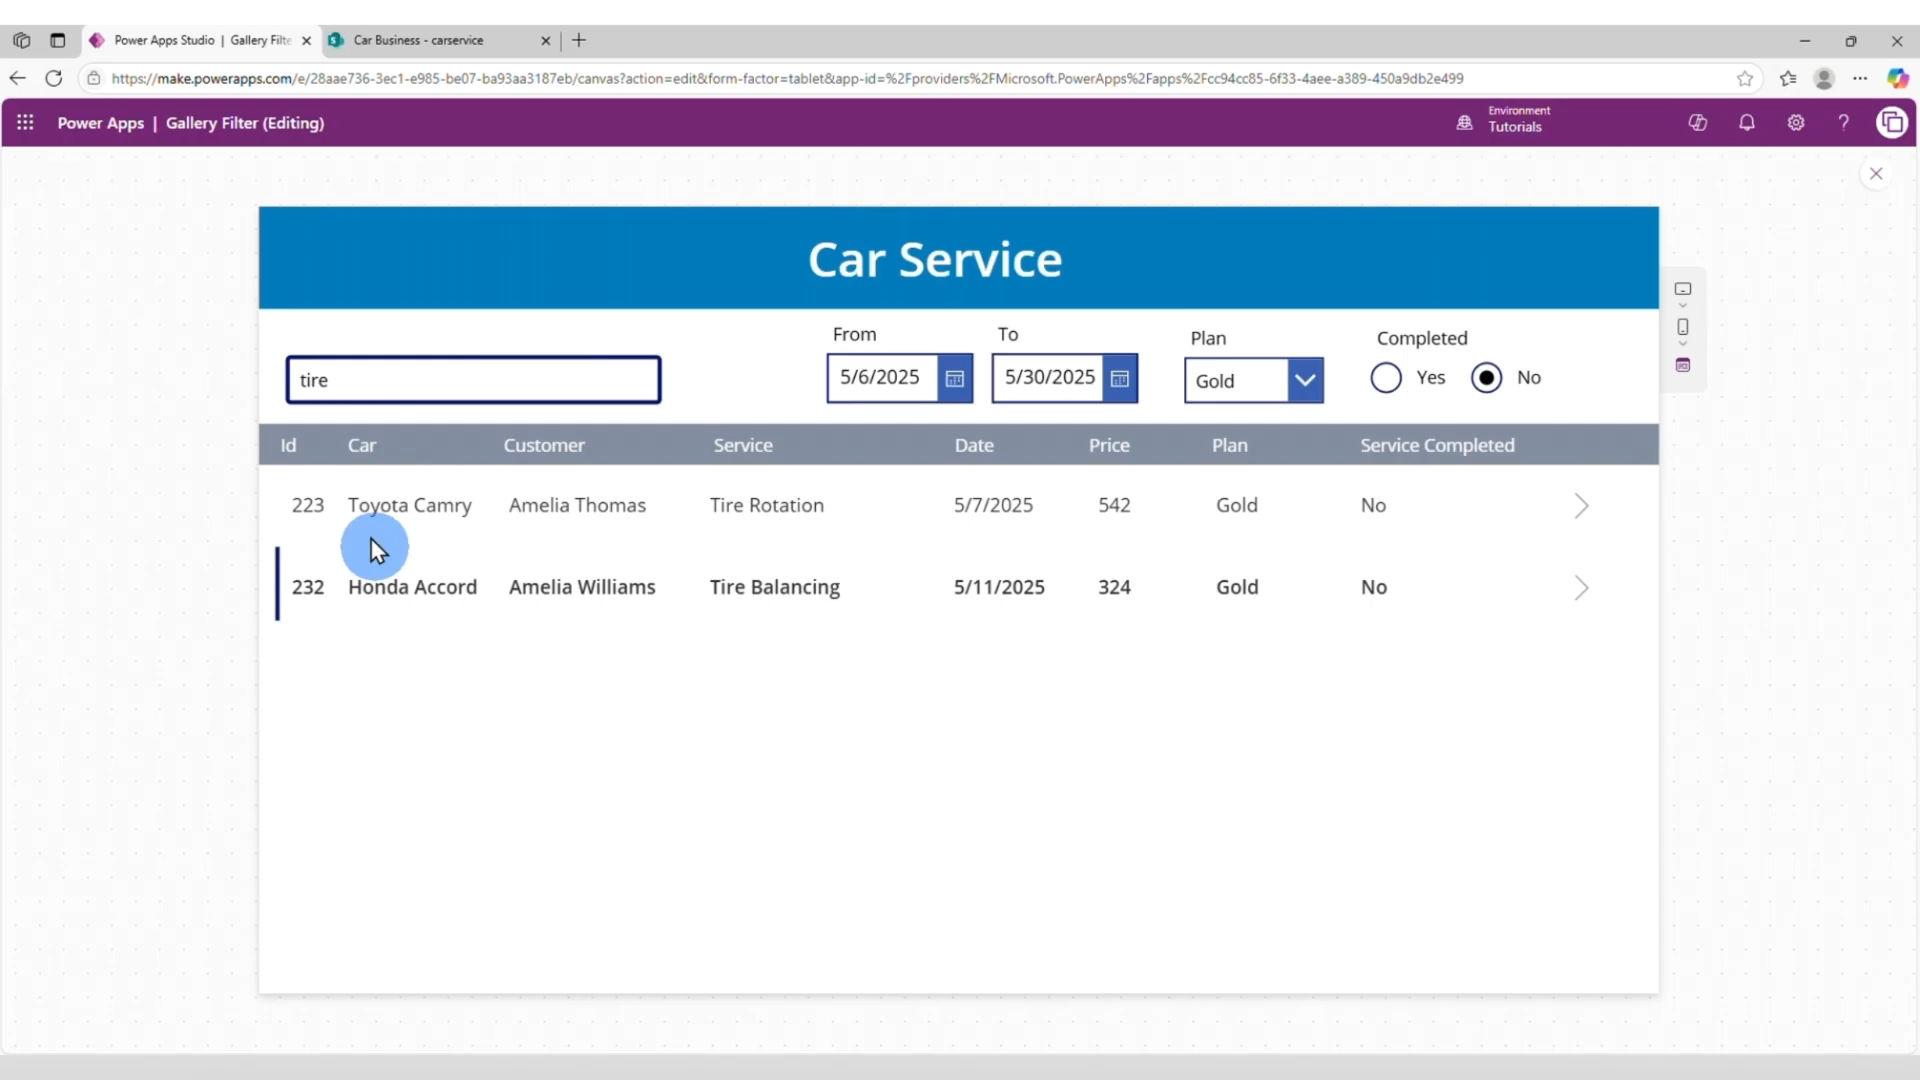 Power Apps Studio | Gallery Filte
Car Business - carservice
https://make.powerapps.com/e/28aae736-3ec1-e985-be07-ba93aa3187eb/canvas?action=edit&form-factor=tablet&app-id=%2Fproviders%2FMicrosoft.PowerApps%2Fapps%2Fcc94cc85-6f33-4aee-a389-450a9db2e499
Power Apps | Gallery Filter (Editing)
Environment
Tutorials
Car Service
From To Plan Completed
tire 5/6/2025 5/30/2025 Gold Yes No
Id Car Customer Service Date Price Plan Service Completed
223 Toyota Camry Amelia Thomas Tire Rotation 5/7/2025 542 Gold No
232 Honda Accord Amelia Williams Tire Balancing 5/11/2025 324 Gold No